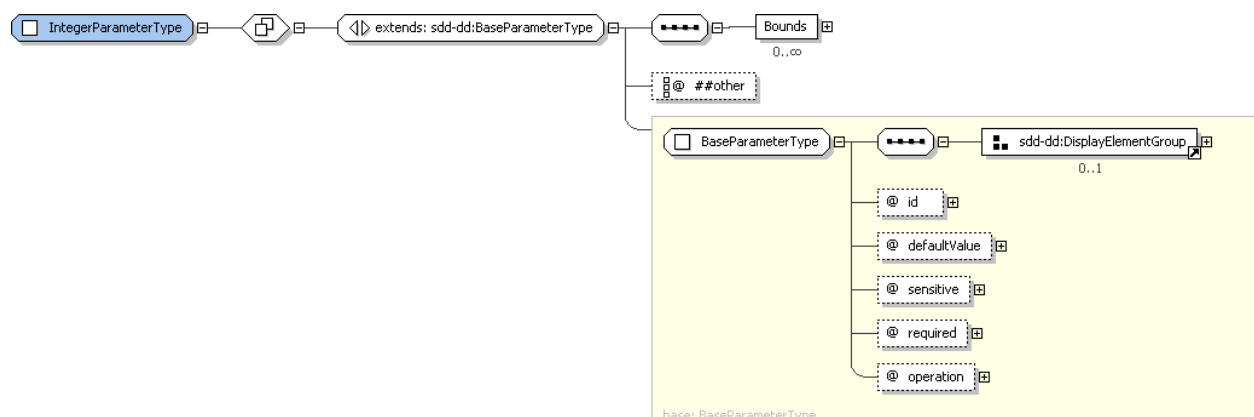 IntegerParameterType
extends: sdd-dd:BaseParameterType
Bounds
0..∞
@ ##other
BaseParameterType
sdd-dd:DisplayElementGroup
0..1
@ id
@ defaultValue
@ sensitive
@ required
@ operation
base: BaseParameterType